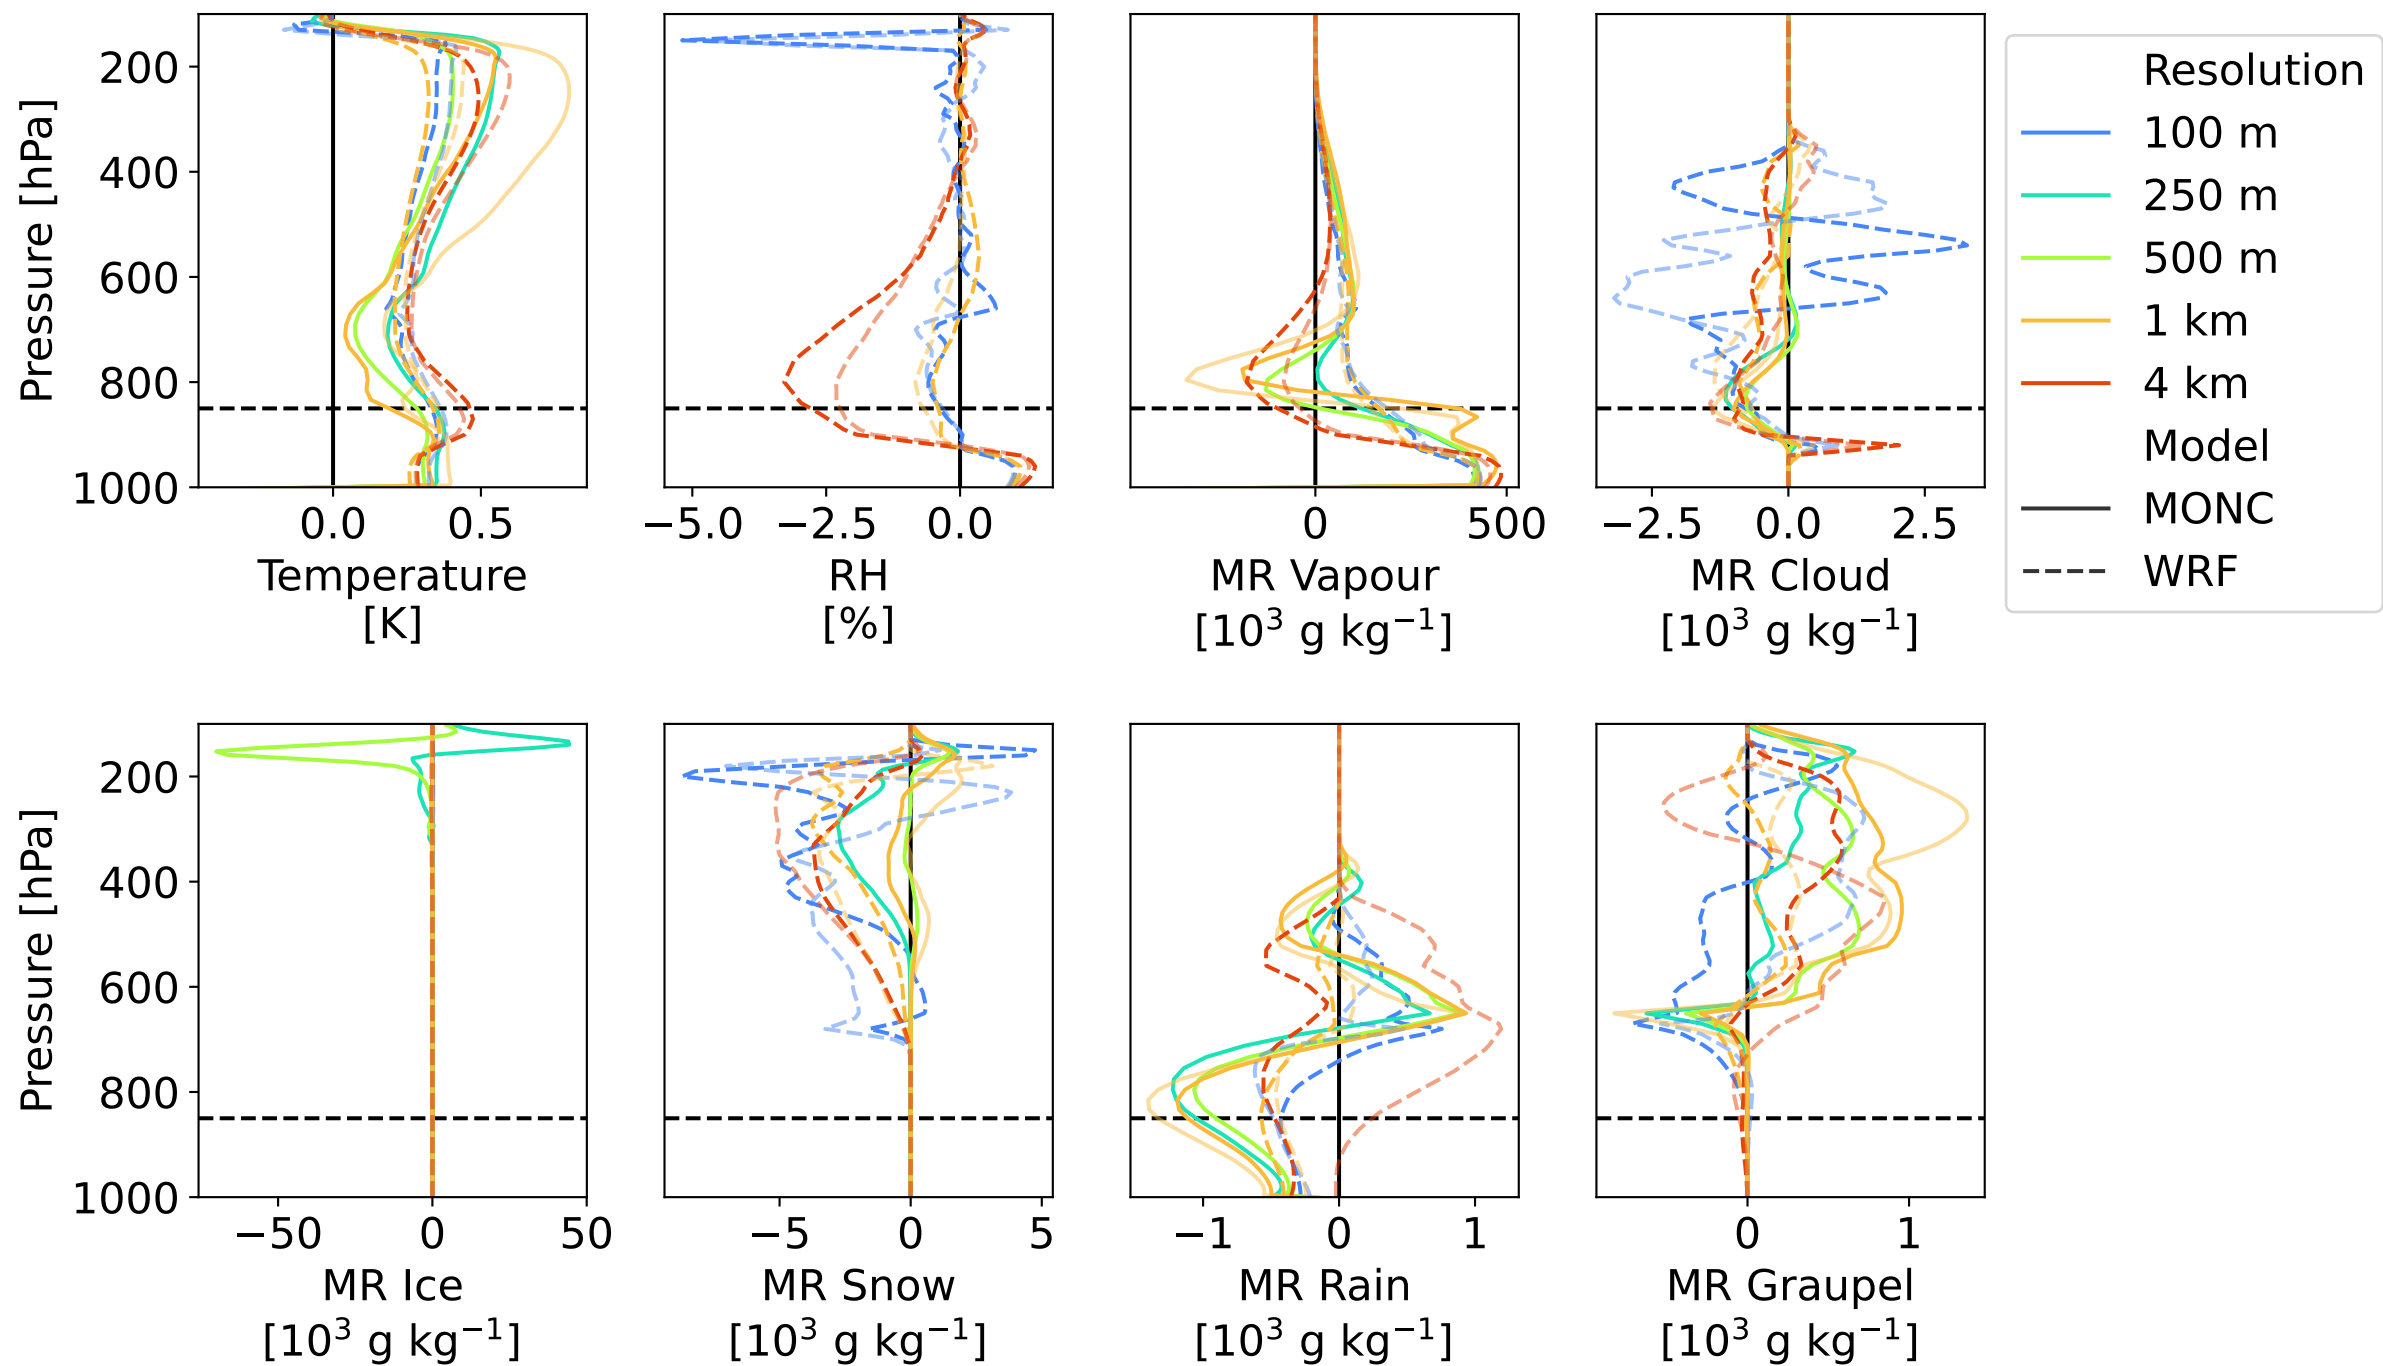 Pressure [hPa]
200
400
600
800
1000
0.0 0.5
Temperature
[K]
−5.0 −2.5 0.0
RH
[%]
0 500
MR Vapour
[10³ g kg⁻¹]
−2.5 0.0 2.5
MR Cloud
[10³ g kg⁻¹]
Resolution
100 m
250 m
500 m
1 km
4 km
Model
MONC
WRF
Pressure [hPa]
200
400
600
800
1000
−50 0 50
MR Ice
[10³ g kg⁻¹]
−5 0 5
MR Snow
[10³ g kg⁻¹]
−1 0 1
MR Rain
[10³ g kg⁻¹]
0 1
MR Graupel
[10³ g kg⁻¹]